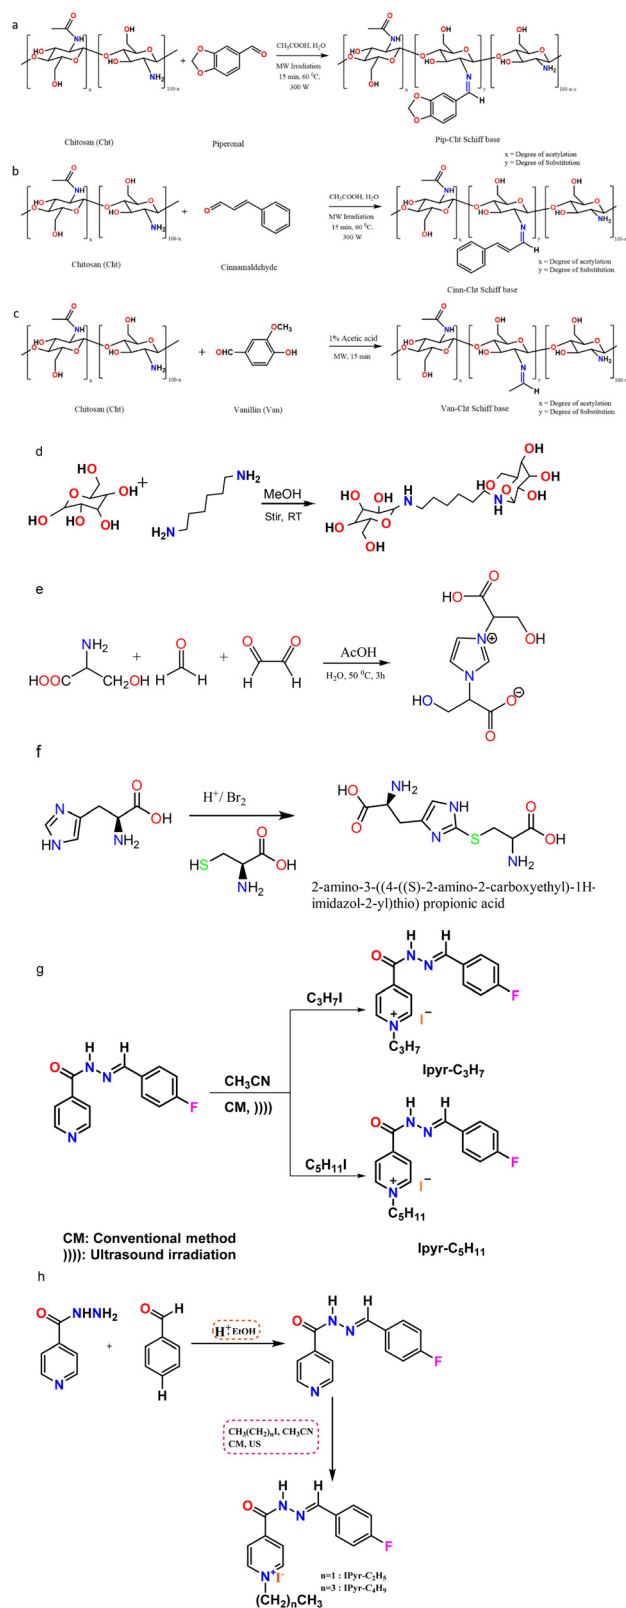 a
CH₃COOH, H₂O
MW Irradiation
15 min, 60 ⁰C,
300 W
Chitosan (Cht)
Piperonal
Pip-Cht Schiff base
x = Degree of acetylation
y = Degree of Substitution
b
CH₃COOH, H₂O
MW Irradiation
15 min, 60 ⁰C,
300 W
Chitosan (Cht)
Cinnamaldehyde
Cinn-Cht Schiff base
x = Degree of acetylation
y = Degree of Substitution
c
1% Acetic acid
MW, 15 min
Chitosan (Cht)
Vanillin (Van)
Van-Cht Schiff base
x = Degree of acetylation
y = Degree of Substitution
d
MeOH
Stir, RT
e
AcOH
H₂O, 50 ⁰C, 3h
f
H⁺/ Br₂
2-amino-3-((4-((S)-2-amino-2-carboxyethyl)-1H-
imidazol-2-yl)thio) propionic acid
g
C₃H₇I
Ipyr-C₃H₇
CH₃CN
CM, ))))
C₅H₁₁I
Ipyr-C₅H₁₁
CM: Conventional method
)))): Ultsound irradiation
h
H⁺, EtOH
CH₃(CH₂)ₙI, CH₃CN
CM, US
n=1 : IPyr-C₂H₅
n=3 : IPyr-C₄H₉
(CH₂)ₙCH₃